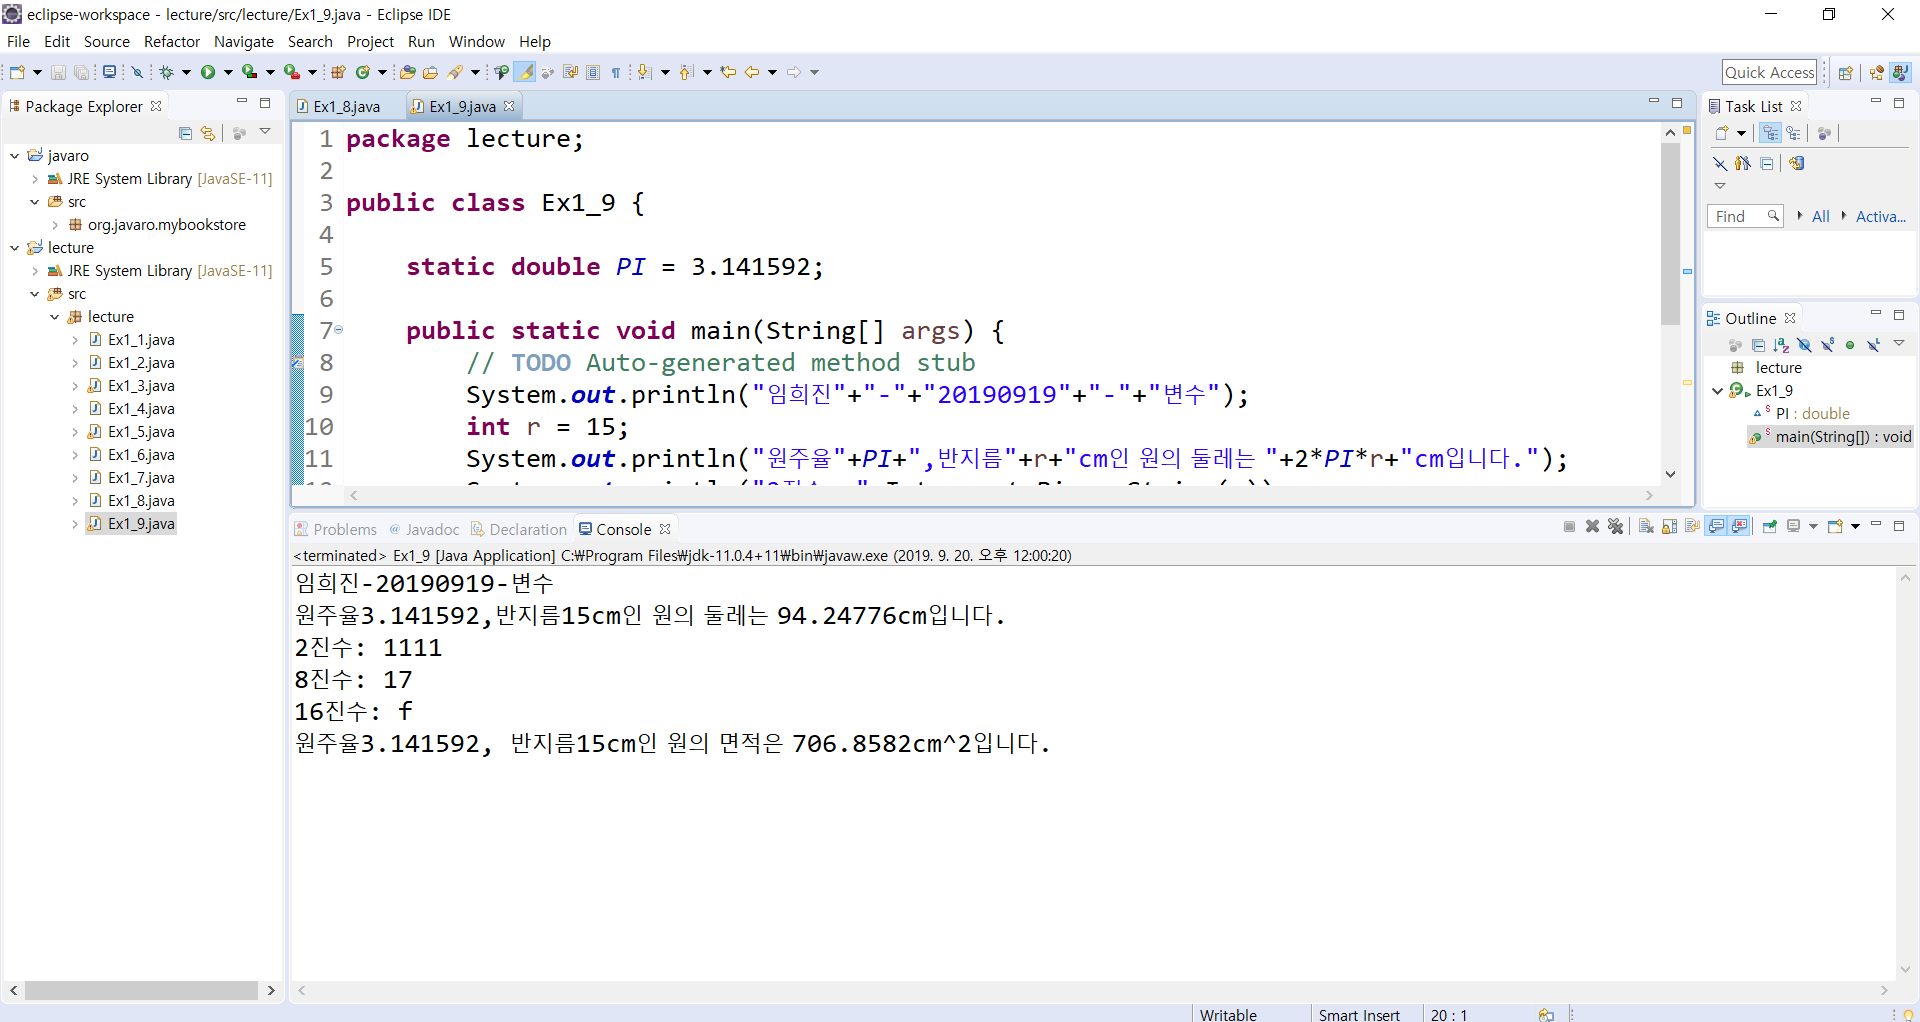 eclipse-workspace - lecture/src/lecture/Ex1_9.java - Eclipse IDE
File Edit Source Refactor Navigate Search Project Run Window Help
Quick Access
Package Explorer
javaro
JRE System Library [JavaSE-11]
src
org.javaro.mybookstore
lecture
JRE System Library [JavaSE-11]
src
lecture
Ex1_1.java
Ex1_2.java
Ex1_3.java
Ex1_4.java
Ex1_5.java
Ex1_6.java
Ex1_7.java
Ex1_8.java
Ex1_9.java
Ex1_8.java Ex1_9.java
1 package lecture;
2
3 public class Ex1_9 {
4
5 static double PI = 3.141592;
6
7 public static void main(String[] args) {
8 // TODO Auto-generated method stub
9 System.out.println("임희진"+"-"+"20190919"+"-"+"변수");
10 int r = 15;
11 System.out.println("원주율"+PI+",반지름"+r+"cm인 원의 둘레는 "+2*PI*r+"cm입니다.");
Task List
Find All Activa...
Outline
lecture
Ex1_9
PI : double
main(String[]) : void
Problems Javadoc Declaration Console
<terminated> Ex1_9 [Java Application] C:₩Program Files₩jdk-11.0.4+11₩bin₩javaw.exe (2019. 9. 20. 오후 12:00:20)
임희진-20190919-변수
원주율3.141592,반지름15cm인 원의 둘레는 94.24776cm입니다.
2진수: 1111
8진수: 17
16진수: f
원주율3.141592, 반지름15cm인 원의 면적은 706.8582cm^2입니다.
Writable Smart Insert 20 : 1